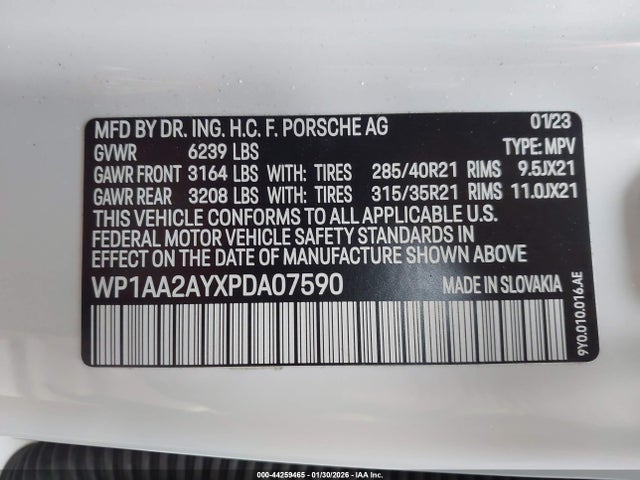 MFD BY DR. ING. H.C. F. PORSCHE AG 01/23
GVWR 6239 LBS TYPE: MPV
GAWR FRONT 3164 LBS WITH: TIRES 285/40R21 RIMS 9.5JX21
GAWR REAR 3208 LBS WITH: TIRES 315/35R21 RIMS 11.0JX21
THIS VEHICLE CONFORMS TO ALL APPLICABLE U.S.
FEDERAL MOTOR VEHICLE SAFETY STANDARDS IN
EFFECT ON THE DATE OF MANUFACTURE SHOWN ABOVE
WP1AA2AYXPDA07590 MADE IN SLOVAKIA
9Y0.010.016.AE
000-44259465 - 01/30/2026 - IAA Inc.